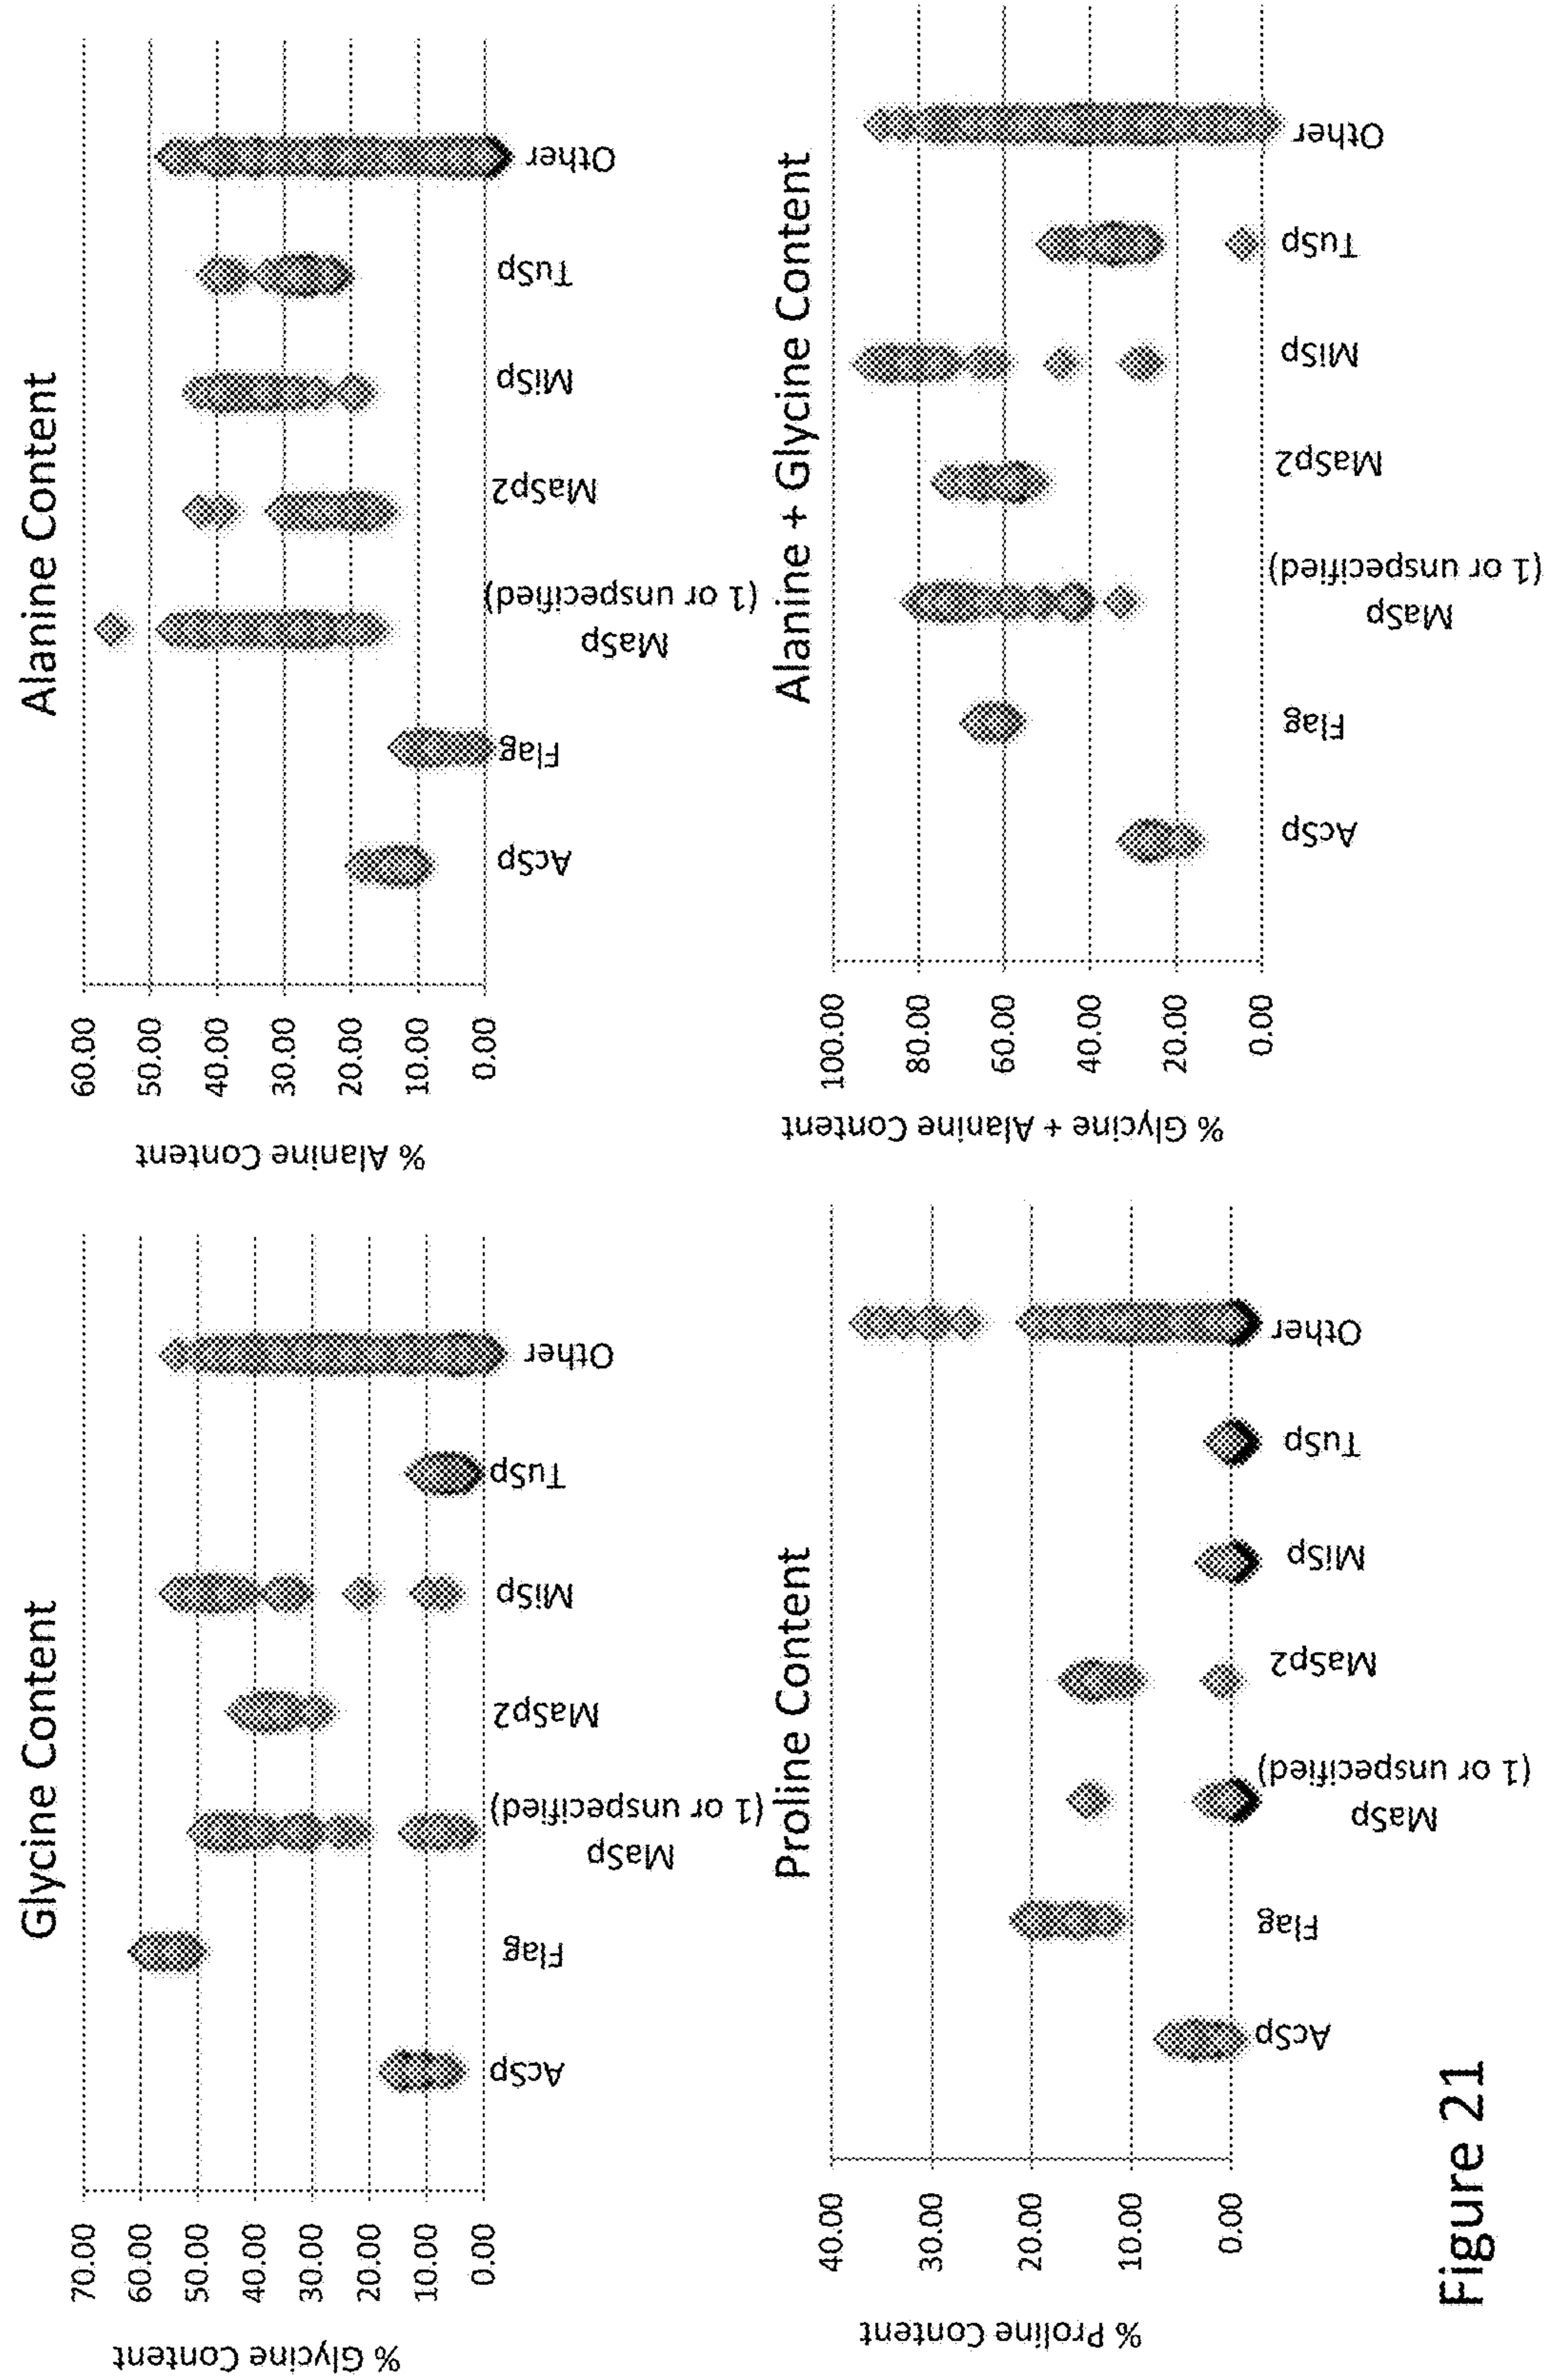 Glycine Content
% Glycine Content
70.00
60.00
50.00
40.00
30.00
20.00
10.00
0.00
AcSp
Flag
MaSp
(1 or unspecified)
MaSp2
MiSp
TuSp
Other
Alanine Content
% Alanine Content
60.00
50.00
40.00
30.00
20.00
10.00
0.00
AcSp
Flag
MaSp
(1 or unspecified)
MaSp2
MiSp
TuSp
Other
Proline Content
% Proline Content
40.00
30.00
20.00
10.00
0.00
AcSp
Flag
MaSp
(1 or unspecified)
MaSp2
MiSp
TuSp
Other
Alanine + Glycine Content
% Glycine + Alanine Content
100.00
80.00
60.00
40.00
20.00
0.00
AcSp
Flag
MaSp
(1 or unspecified)
MaSp2
MiSp
TuSp
Other
Figure 21